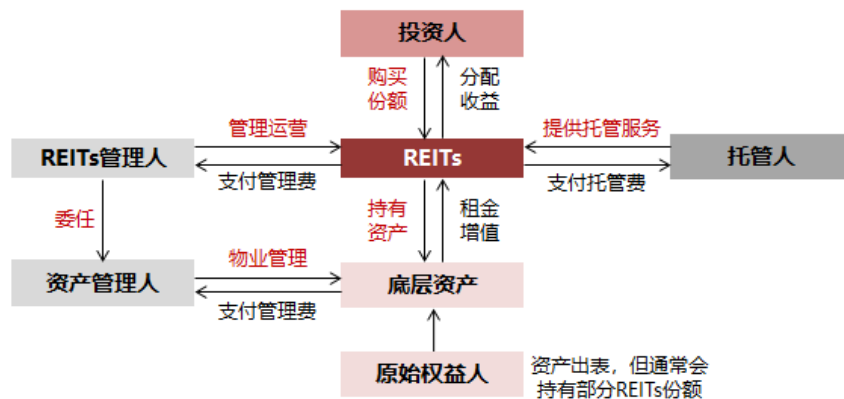 投资人
购买
份额
分配
收益
管理运营
提供托管服务
REITs管理人
REITs
托管人
支付管理费
支付托管费
委任
持有
资产
租金
增值
物业管理
资产管理人
底层资产
支付管理费
原始权益人
资产出表，但通常会
持有部分REITs份额